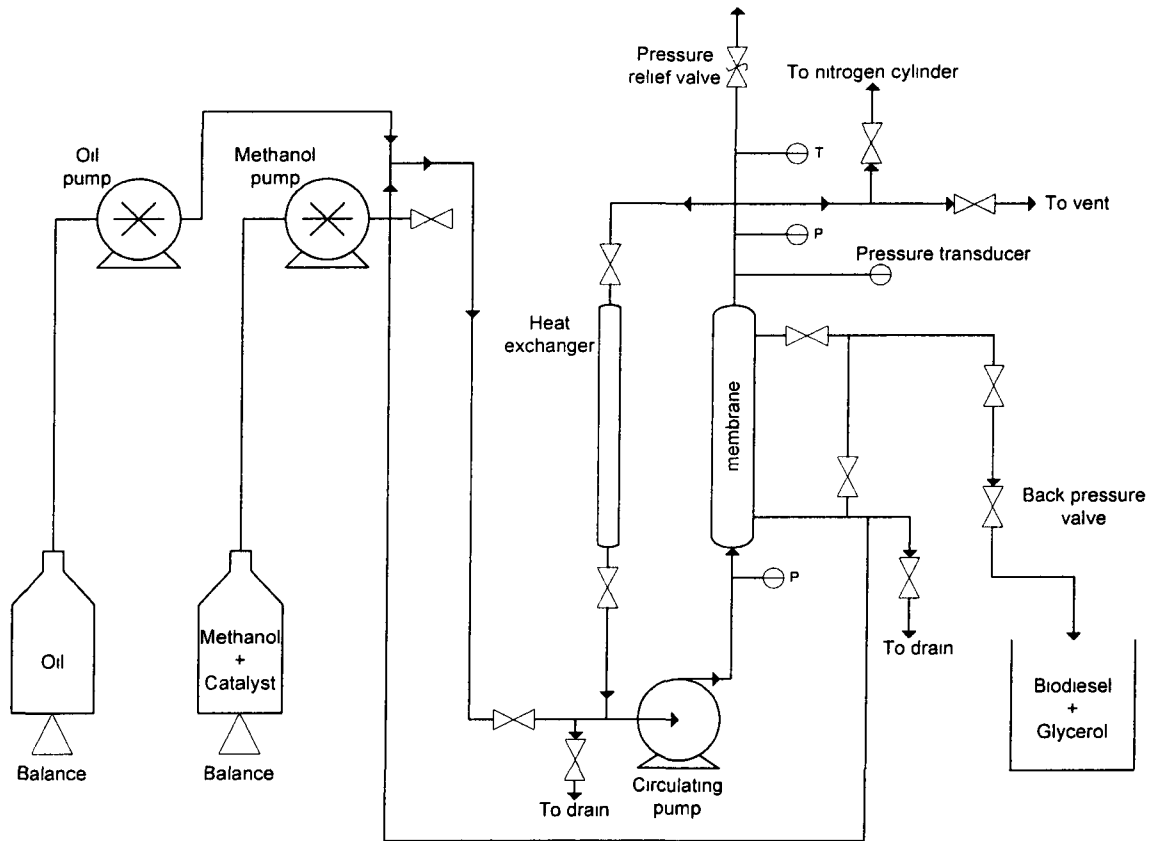 Pressure
relief valve
To nitrogen cylinder
Oil
pump
Methanol
pump
T
To vent
P
Pressure transducer
Heat
exchanger
membrane
Back pressure
valve
P
Oil
Methanol
+
Catalyst
To drain
Biodiesel
+
Glycerol
Balance
Balance
To drain
Circulating
pump